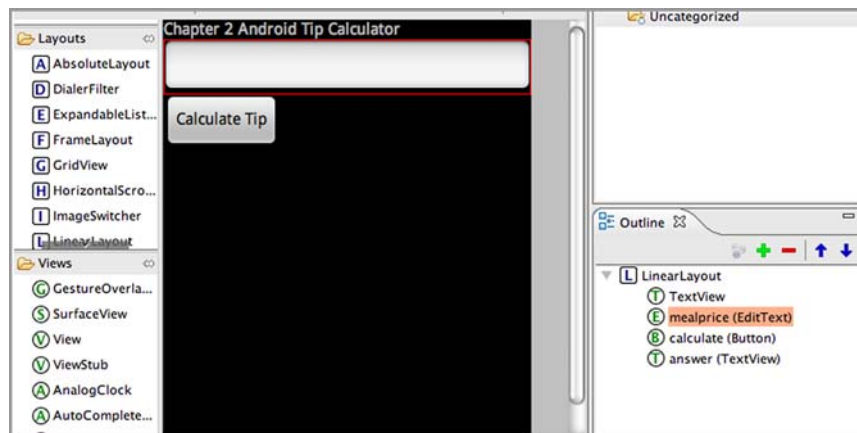 Layouts
A AbsoluteLayout
D DialerFilter
E ExpandableList...
F FrameLayout
G GridView
H HorizontalScro...
I ImageSwitcher
L LinearLayout
Views
G GestureOverla...
S SurfaceView
V View
V ViewStub
A AnalogClock
A AutoComplete...
Chapter 2 Android Tip Calculator
Calculate Tip
Uncategorized
Outline
L LinearLayout
T TextView
E mealprice (EditText)
B calculate (Button)
T answer (TextView)